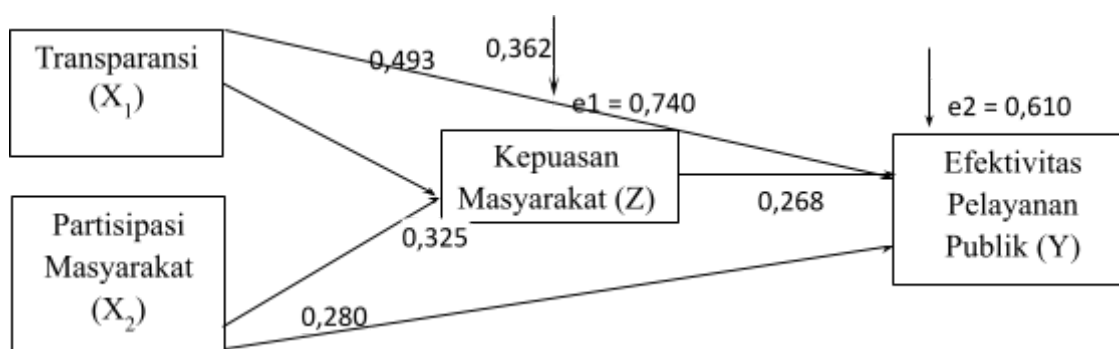 Transparansi
(X₁)
0,493
0,362
e1 = 0,740
e2 = 0,610
Kepuasan
Masyarakat (Z)
0,268
Efektivitas
Pelayanan
Publik (Y)
Partisipasi
Masyarakat
(X₂)
0,325
0,280